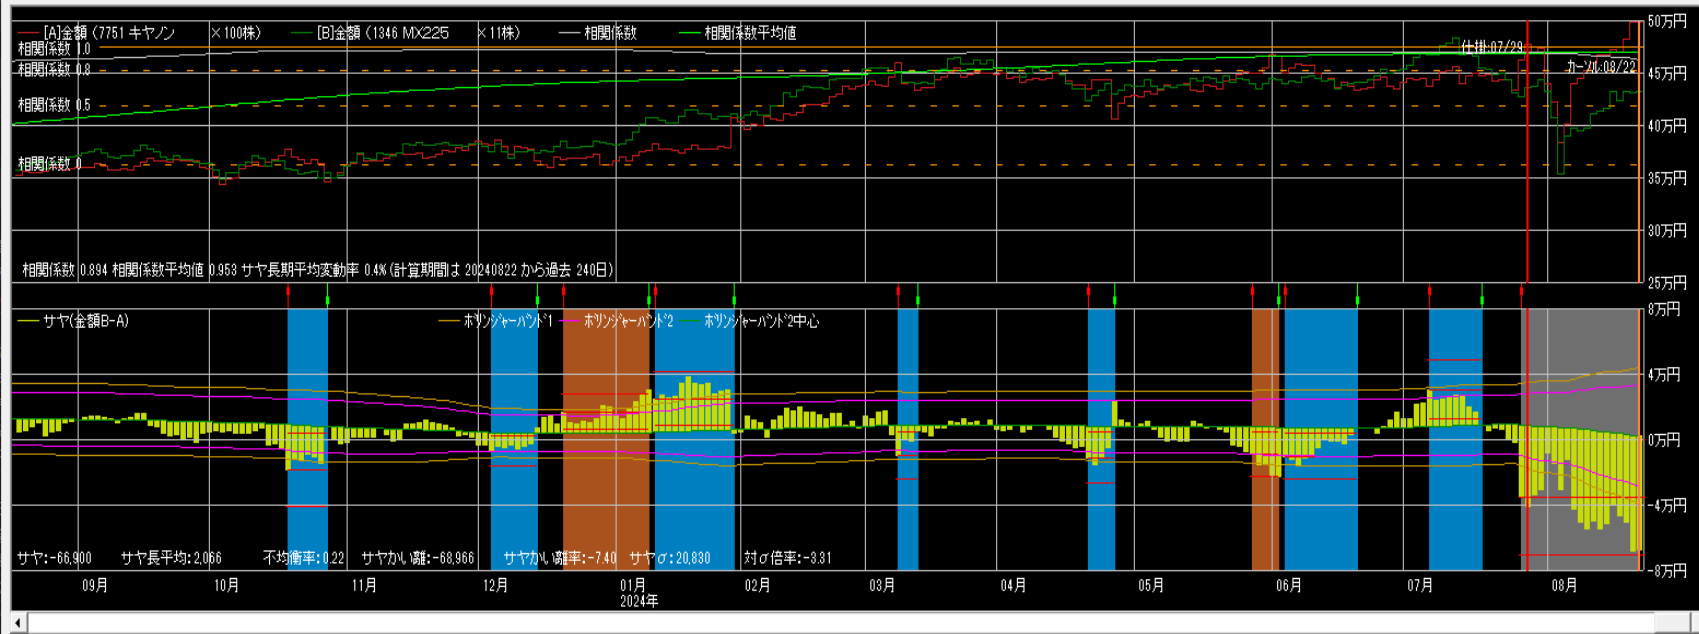 [A]金額 (7751 キヤノン ×100株) [B]金額 (1346 MX225 ×11株) 相関係数 相関係数平均値
50万円
相関係数 1.0
仕掛:07/29
相関係数 0.8
カーソル:08/22
45万円
相関係数 0.5
40万円
相関係数 0
35万円
30万円
相関係数 0.894 相関係数平均値 0.953 サヤ長期平均変動率 0.4% (計算期間は 20240822 から過去 240日)
25万円
8万円
サヤ(金額B-A) ボリンジャーバンド1 ボリンジャーバンド2 ボリンジャーバンド2中心
4万円
0万円
-4万円
サヤ:-66,900 サヤ長平均:2,066 不均衡率:0.22 サヤかい離:-68,966 サヤかい離率:-7.40 サヤσ:20,830 対σ倍率:-3.31
-8万円
09月 10月 11月 12月 01月 02月 03月 04月 05月 06月 07月 08月
2024年